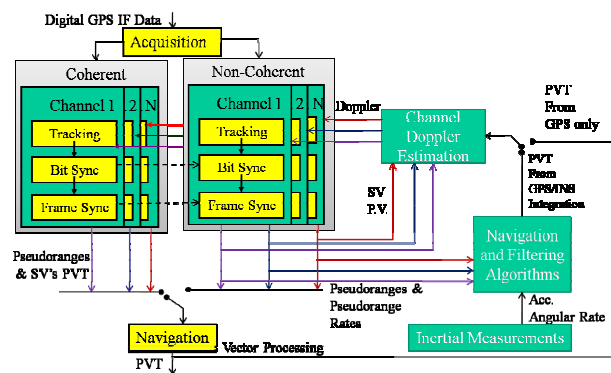 Digital GPS IF Data
Acquisition
Coherent
Non-Coherent
Channel 1
2
N
Channel 1
.2
N
Tracking
Bit Sync
Frame Sync
Tracking
Bit Sync
Frame Sync
Doppler
Channel
Doppler
Estimation
PVT
From
GPS only
PVT
From
GPS/INS
Integration
SV
P.V.
Navigation
and Filtering
Algorithms
Pseudoranges
& SV's PVT
Pseudoranges &
Pseudorange
Rates
Acc.
Angular Rate
Inertial Measurements
Navigation
Vector Processing
PVT